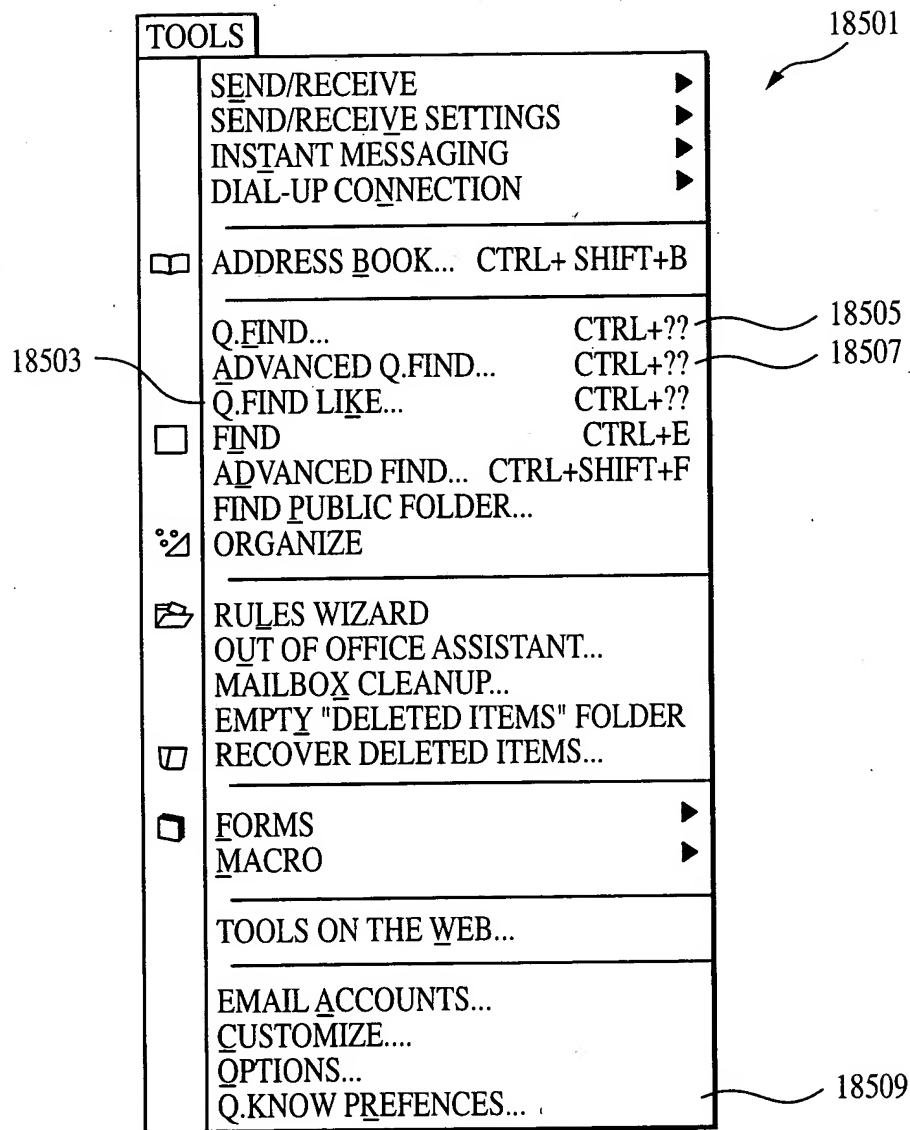 TOOLS
18501
SEND/RECEIVE
SEND/RECEIVE SETTINGS
INSTANT MESSAGING
DIAL-UP CONNECTION
ADDRESS BOOK... CTRL+ SHIFT+B
Q.FIND... CTRL+?? 18505
ADVANCED Q.FIND... CTRL+?? 18507
18503 Q.FIND LIKE... CTRL+??
FIND CTRL+E
ADVANCED FIND... CTRL+SHIFT+F
FIND PUBLIC FOLDER...
ORGANIZE
RULES WIZARD
OUT OF OFFICE ASSISTANT...
MAILBOX CLEANUP...
EMPTY "DELETED ITEMS" FOLDER
RECOVER DELETED ITEMS...
FORMS
MACRO
TOOLS ON THE WEB...
EMAIL ACCOUNTS...
CUSTOMIZE....
OPTIONS...
Q.KNOW PREFENCES... 18509